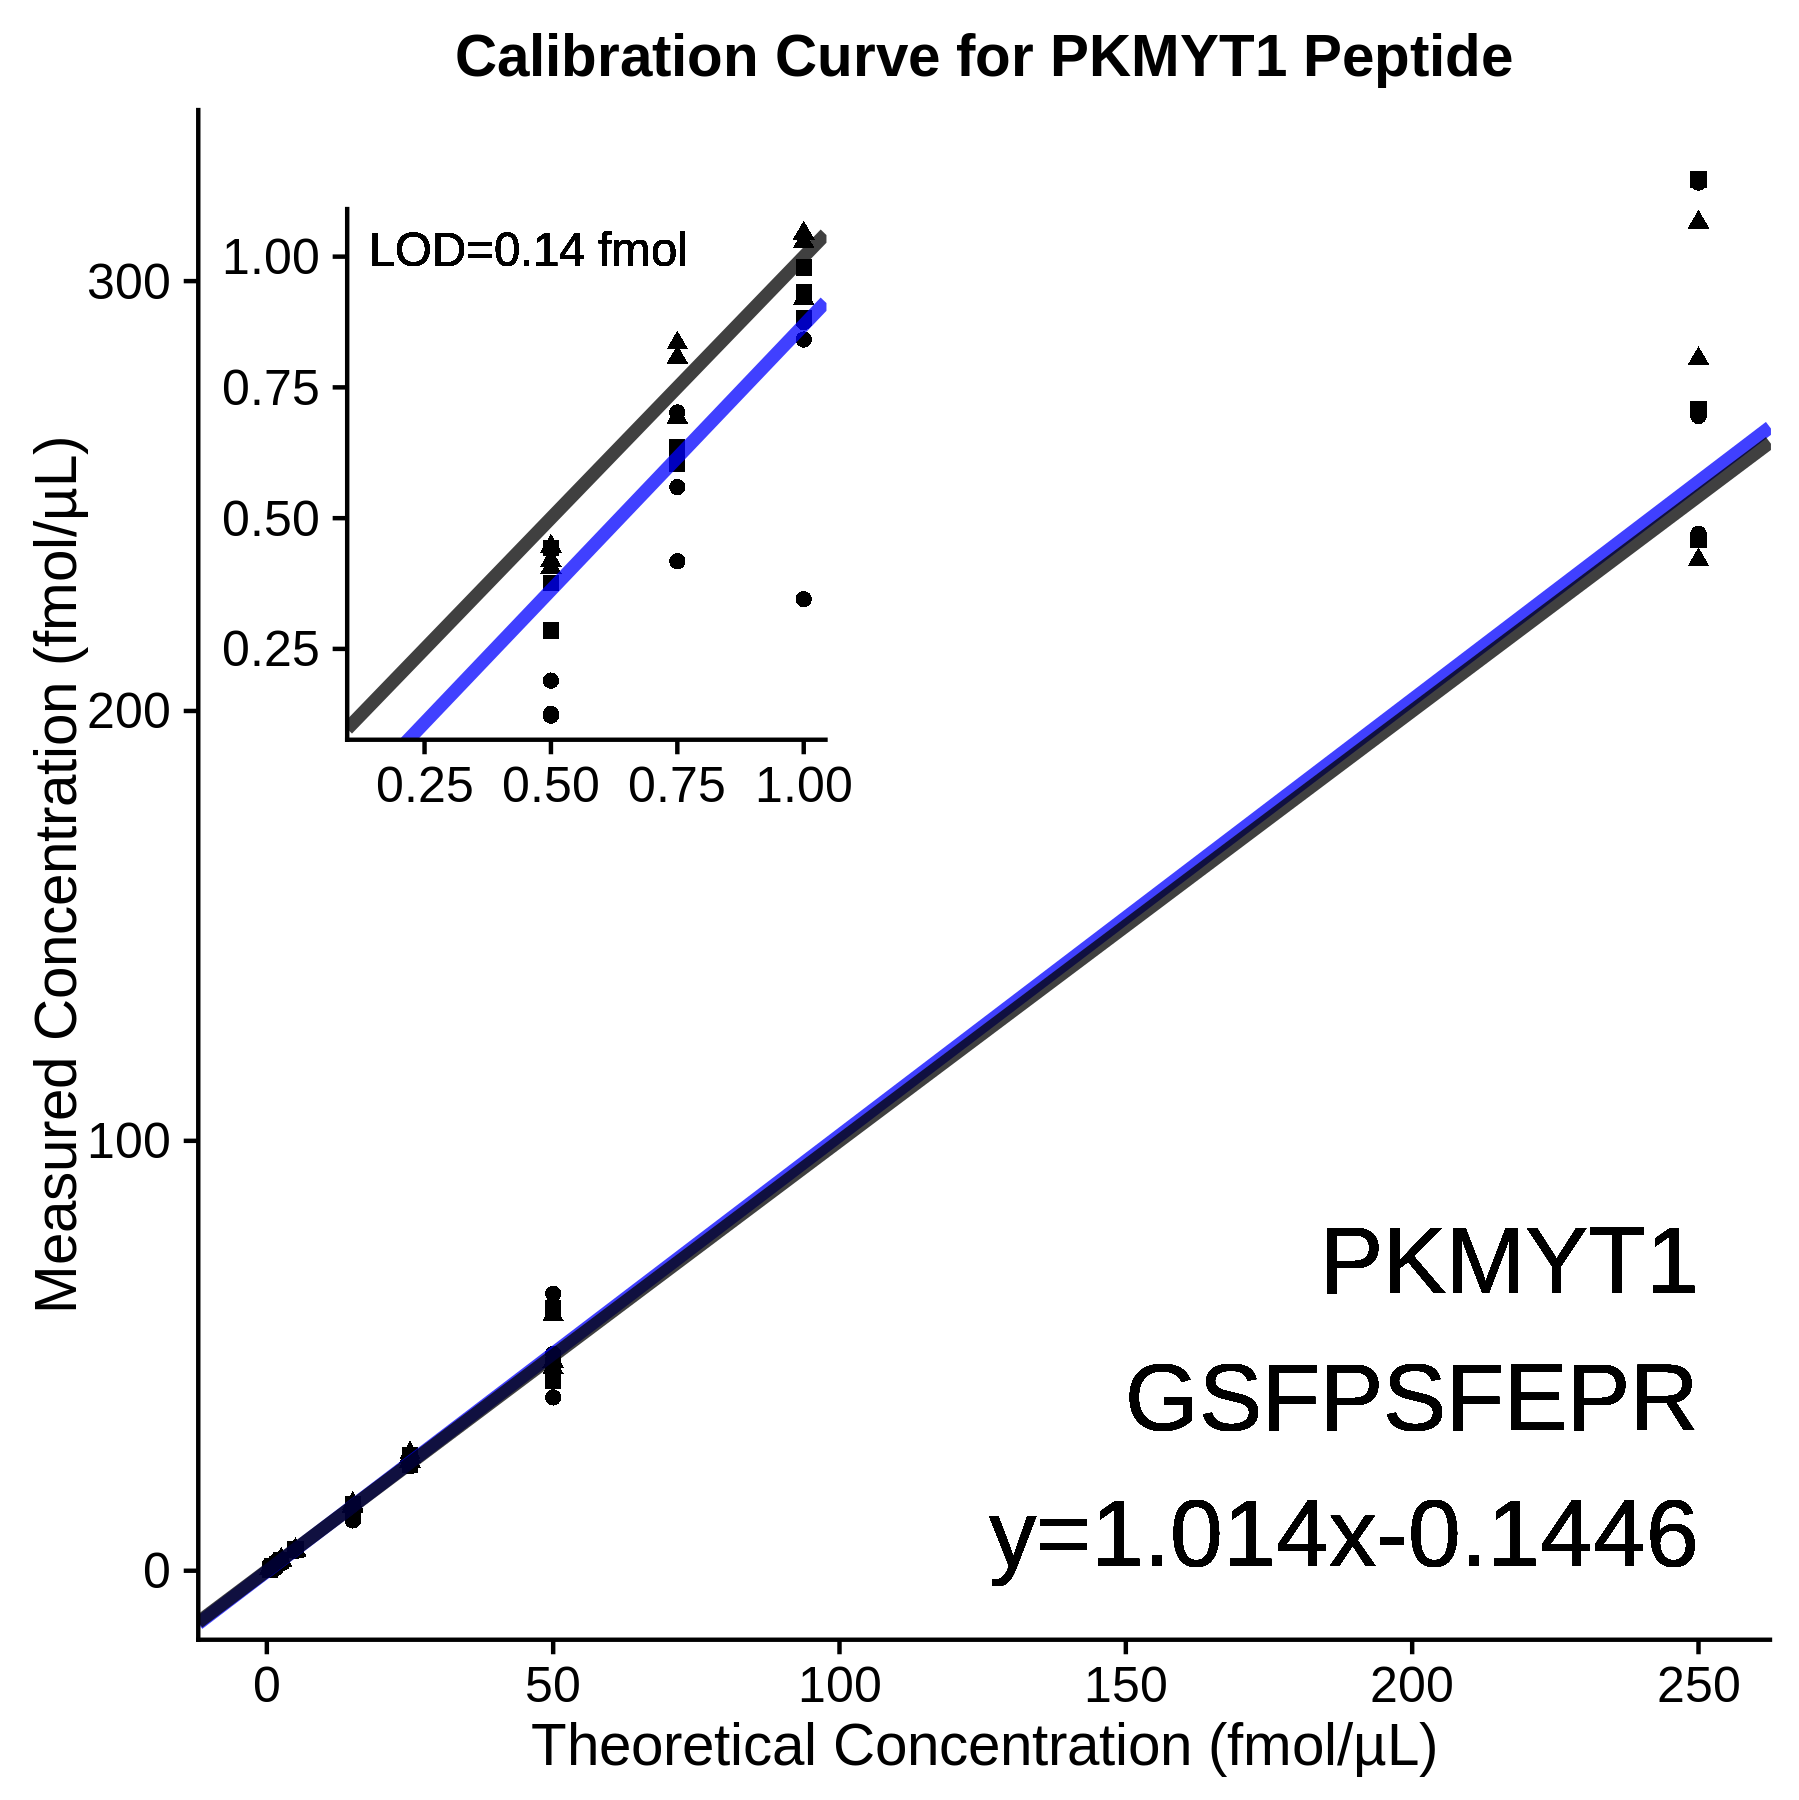 Calibration Curve for PKMYT1 Peptide
Measured Concentration (fmol/µL)
300
200
100
0
LOD=0.14 fmol
1.00
0.75
0.50
0.25
0.25 0.50 0.75 1.00
PKMYT1
GSFPSFEPR
y=1.014x-0.1446
0 50 100 150 200 250
Theoretical Concentration (fmol/µL)